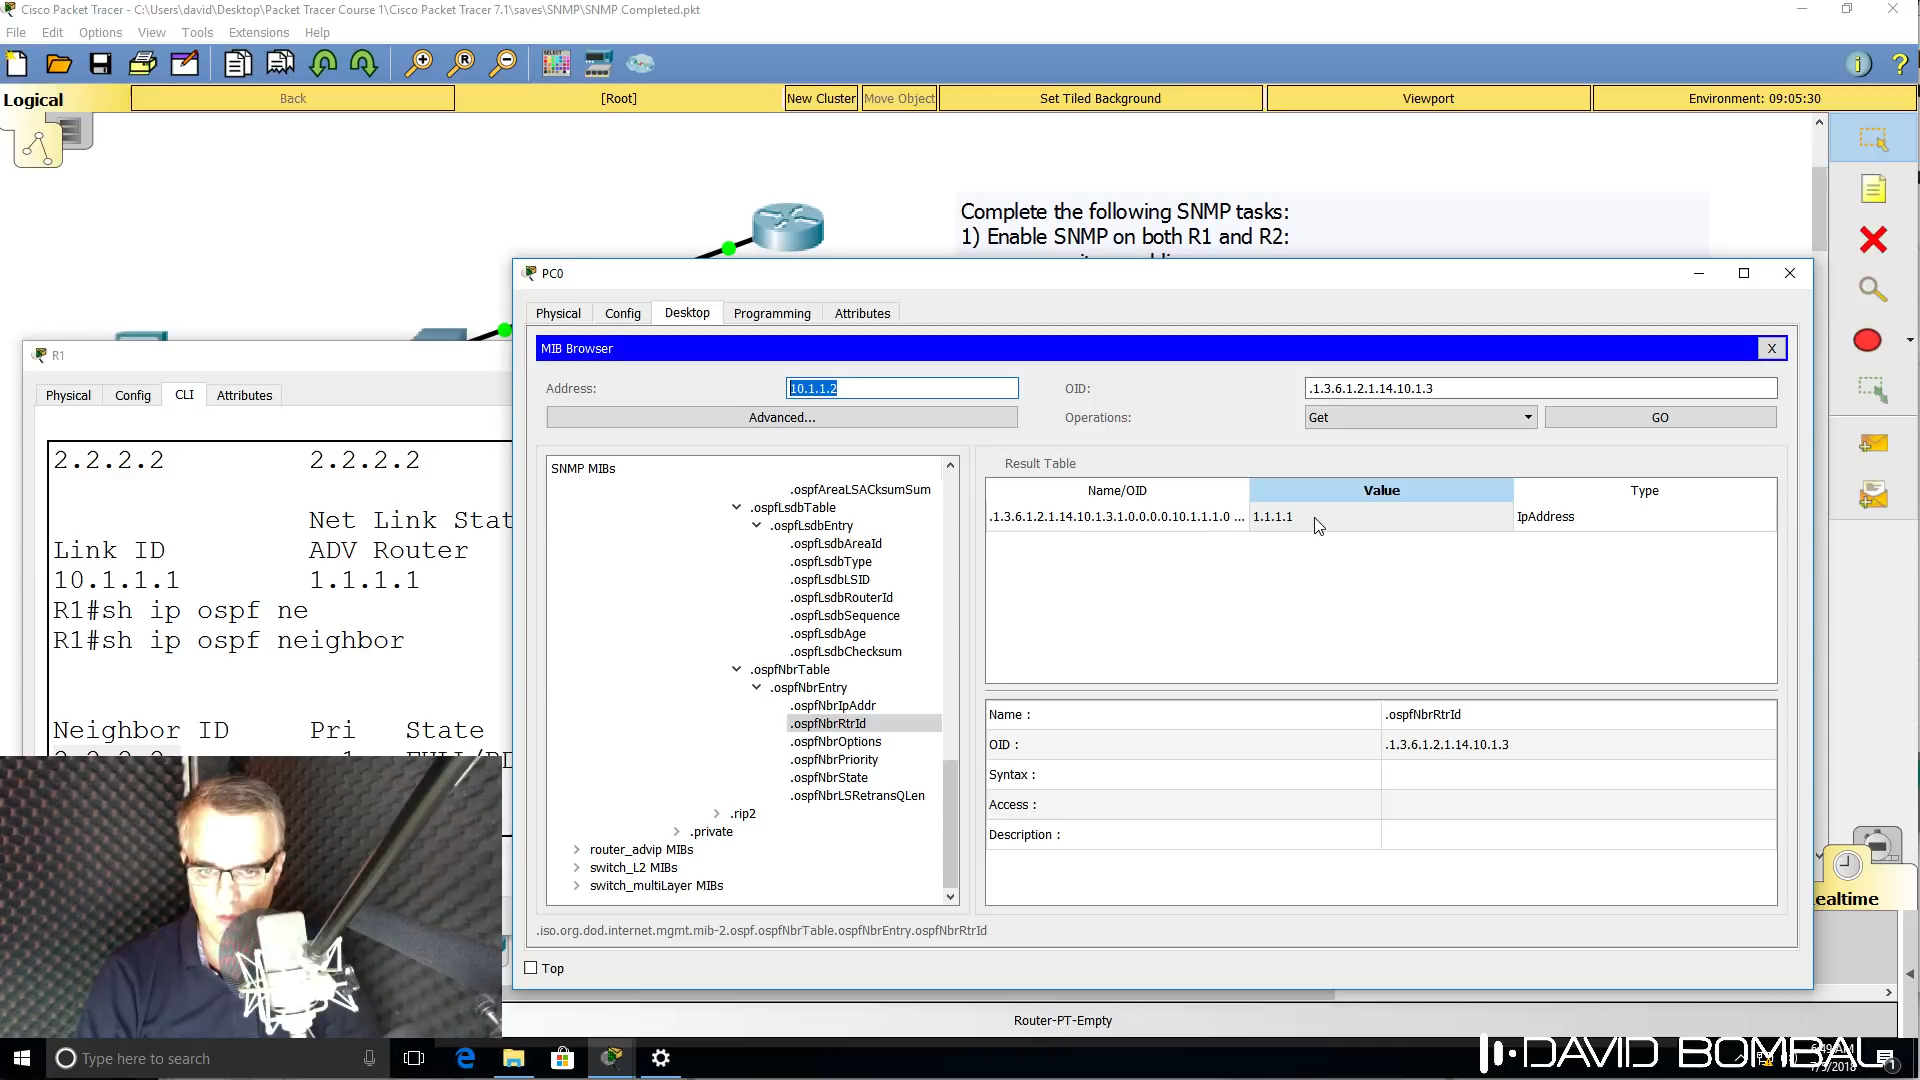 Cisco Packet Tracer - C:\Users\david\Desktop\Packet Tracer Course 1\Cisco Packet Tracer 7.1\saves\SNMP\SNMP Completed.pkt
File Edit Options View Tools Extensions Help
Logical Back [Root] New Cluster Move Object Set Tiled Background Viewport Environment: 09:05:30
Complete the following SNMP tasks:
1) Enable SNMP on both R1 and R2:
PC0
Physical Config Desktop Programming Attributes
MIB Browser X
Address: 10.1.1.2 OID: .1.3.6.1.2.1.14.10.1.3
Advanced... Operations: Get GO
SNMP MIBs
.ospfAreaLSACksumSum
.ospfLsdbTable
.ospfLsdbEntry
.ospfLsdbAreaId
.ospfLsdbType
.ospfLsdbLSID
.ospfLsdbRouterId
.ospfLsdbSequence
.ospfLsdbAge
.ospfLsdbChecksum
.ospfNbrTable
.ospfNbrEntry
.ospfNbrIpAddr
.ospfNbrRtrId
.ospfNbrOptions
.ospfNbrPriority
.ospfNbrState
.ospfNbrLSRetransQLen
.rip2
.private
router_advip MIBs
switch_L2 MIBs
switch_multiLayer MIBs
Result Table
Name/OID Value Type
.1.3.6.1.2.1.14.10.1.3.1.0.0.0.0.10.1.1.1.0 ... 1.1.1.1 IpAddress
Name : .ospfNbrRtrId
OID : .1.3.6.1.2.1.14.10.1.3
Syntax :
Access :
Description :
.iso.org.dod.internet.mgmt.mib-2.ospf.ospfNbrTable.ospfNbrEntry.ospfNbrRtrId
Top
R1
Physical Config CLI Attributes
2.2.2.2 2.2.2.2
Net Link Stat
Link ID ADV Router
10.1.1.1 1.1.1.1
R1#sh ip ospf ne
R1#sh ip ospf neighbor
Neighbor ID Pri State
ealtime
Router-PT-Empty
Type here to search
DAVID BOMBAL